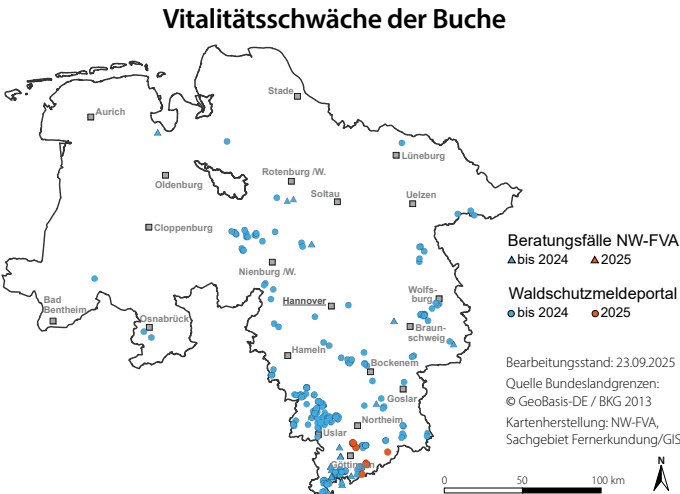 Vitalitätsschwäche der Buche
Stade
Aurich
Lüneburg
Rotenburg /W.
Oldenburg
Soltau
Uelzen
Cloppenburg
Nienburg /W.
Beratungsfälle NW-FVA
bis 2024
2025
Waldschutzmeldeportal
bis 2024
2025
Wolfs-
burg
Hannover
Bad
Bentheim
Osnabrück
Braun-
schweig
Hameln
Bockenem
Goslar
Northeim
Uslar
Göttingen
Bearbeitungsstand: 23.09.2025
Quelle Bundeslandgrenzen:
© GeoBasis-DE / BKG 2013
Kartenherstellung: NW-FVA,
Sachgebiet Fernerkundung/GIS
N
0 50 100 km